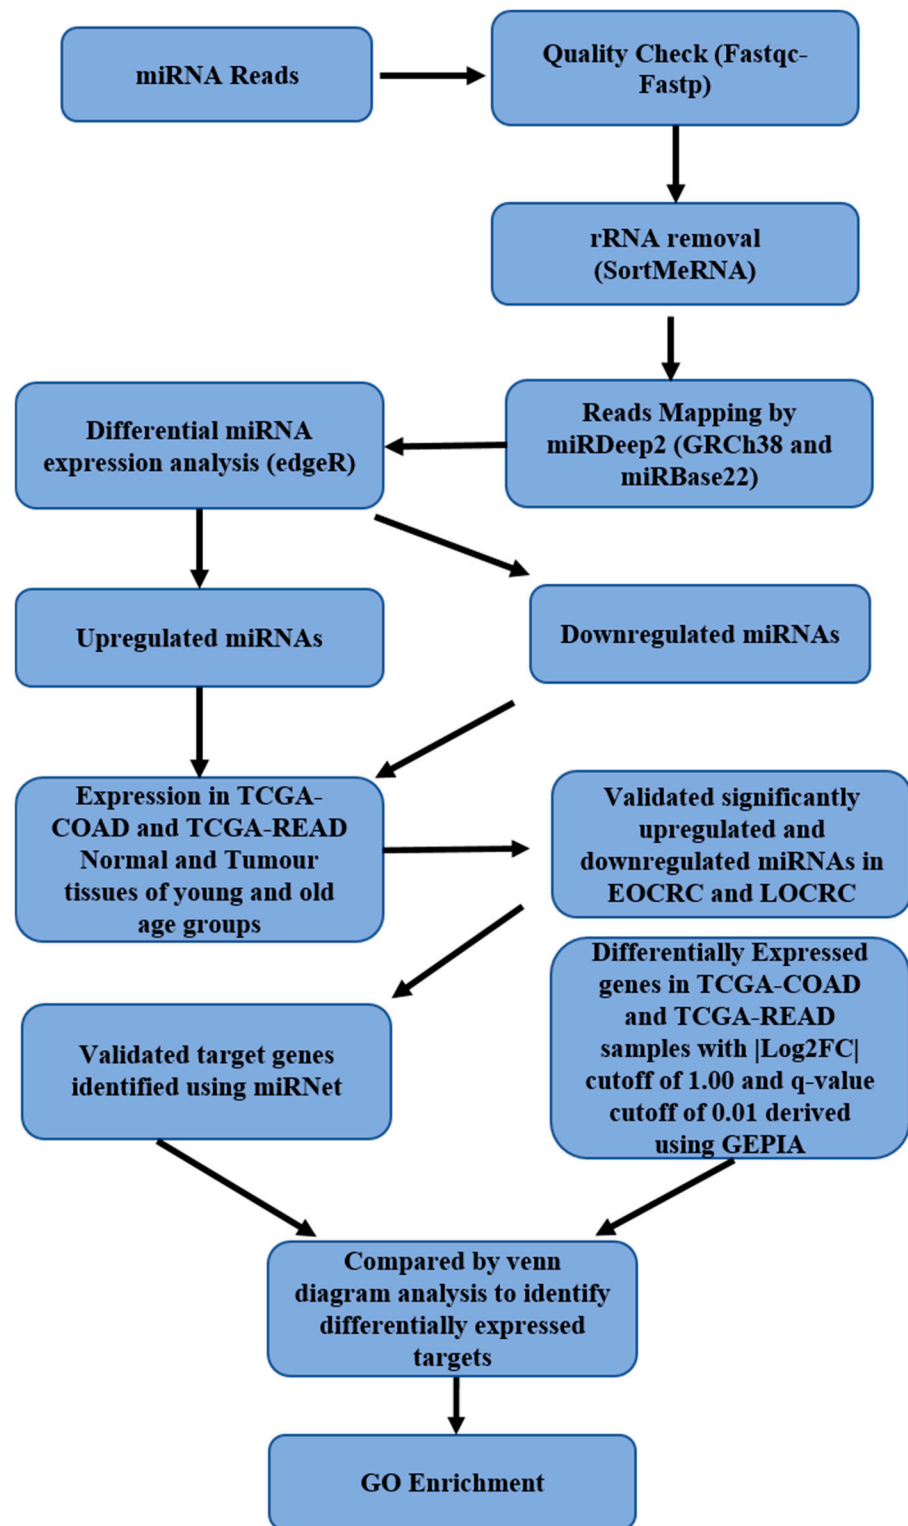 miRNA Reads
Quality Check (Fastqc-
Fastp)
rRNA removal
(SortMeRNA)
Reads Mapping by
miRDeep2 (GRCh38 and
miRBase22)
Differential miRNA
expression analysis (edgeR)
Upregulated miRNAs
Downregulated miRNAs
Expression in TCGA-
COAD and TCGA-READ
Normal and Tumour
tissues of young and old
age groups
Validated significantly
upregulated and
downregulated miRNAs in
EOCRC and LOCRC
Validated target genes
identified using miRNet
Differentially Expressed
genes in TCGA-COAD
and TCGA-READ
samples with |Log2FC|
cutoff of 1.00 and q-value
cutoff of 0.01 derived
using GEPIA
Compared by venn
diagram analysis to identify
differentially expressed
targets
GO Enrichment